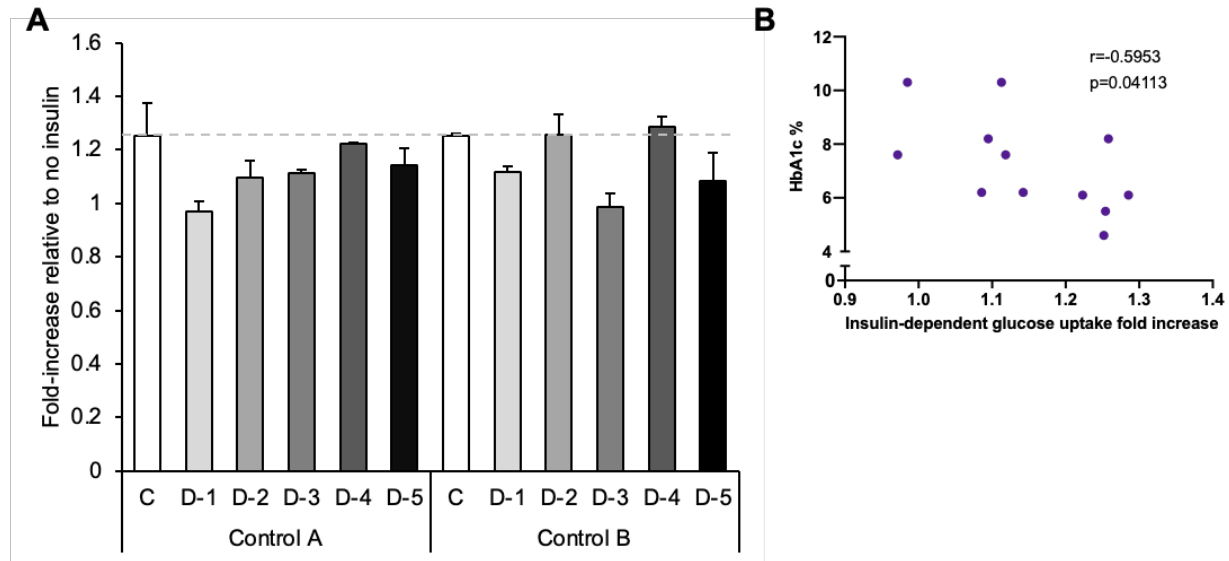 A
Fold-increase relative to no insulin
1.6
1.4
1.2
1
0.8
0.6
0.4
0.2
0
C D-1 D-2 D-3 D-4 D-5 C D-1 D-2 D-3 D-4 D-5
Control A Control B
B
HbA1c %
12
10
8
6
4
0
r=-0.5953
p=0.04113
0.9 1.0 1.1 1.2 1.3 1.4
Insulin-dependent glucose uptake fold increase